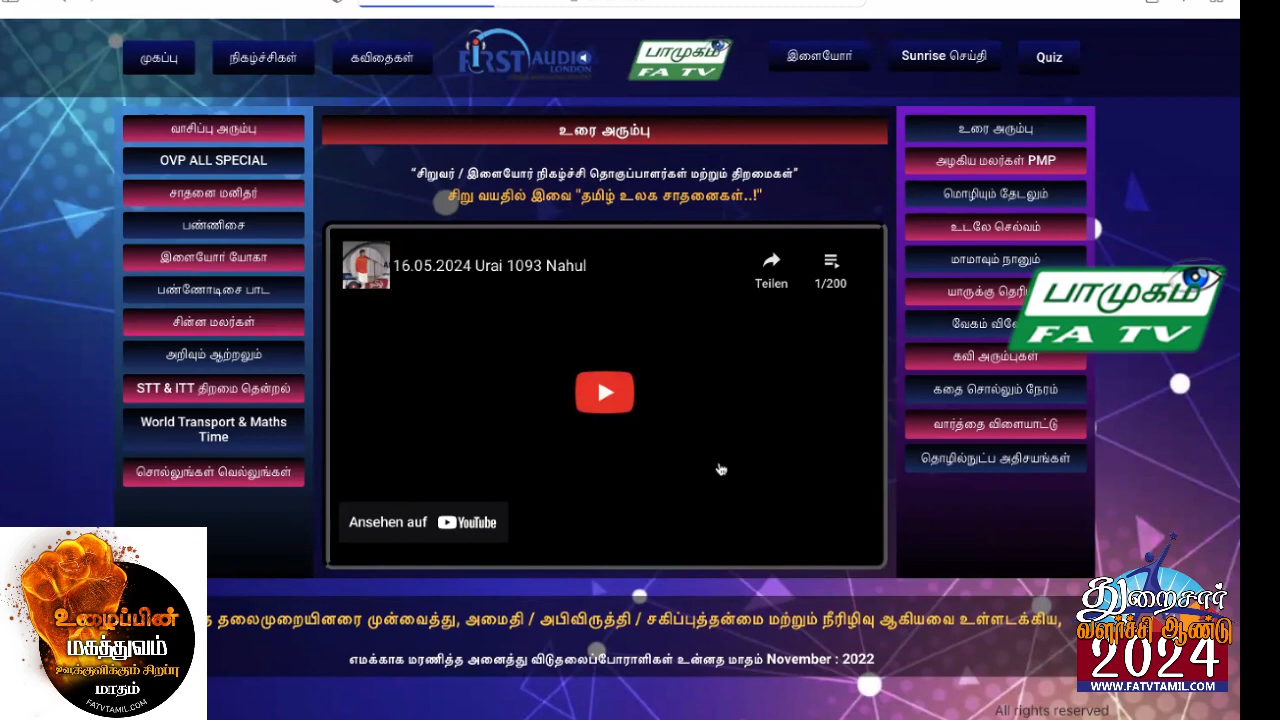 முகப்பு
நிகழ்ச்சிகள்
கவிதைகள்
FIRST AUDIO
LONDON
பாமுகம்
FA TV
இளையோர்
Sunrise செய்தி
Quiz
வாசிப்பு அரும்பு
OVP ALL SPECIAL
சாதனை மனிதர்
பண்ணிசை
இளையோர் யோகா
பண்ணோடிசை பாட
சின்ன மலர்கள்
அறிவும் ஆற்றலும்
STT & ITT திறமை தென்றல்
World Transport & Maths
Time
சொல்லுங்கள் வெல்லுங்கள்
உரை அரும்பு
“சிறுவர் / இளையோர் நிகழ்ச்சி தொகுப்பாளர்கள் மற்றும் திறமைகள்”
சிறு வயதில் இவை "தமிழ் உலக சாதனைகள்..!"
16.05.2024 Urai 1093 Nahul
Teilen
1/200
Ansehen auf YouTube
உரை அரும்பு
அழகிய மலர்கள் PMP
மொழியும் தேடலும்
உடலே செல்வம்
மாமாவும் நானும்
யாருக்கு
வேகம்
கவி அரும்புகள்
கதை சொல்லும் நேரம்
வார்த்தை விளையாட்டு
தொழில்நுட்ப அதிசயங்கள்
பாமுகம்
FA TV
தலைமுறையினரை முன்வைத்து, அமைதி / அபிவிருத்தி / சகிப்புத்தன்மை மற்றும் நீரிழிவு ஆகியவை உள்ளடக்கிய,
எமக்காக மரணித்த அனைத்து விடுதலைப்போராளிகள் உன்னத மாதம் November : 2022
உழைப்பின்
மகத்துவம்
ஊக்குவிக்கும் சிறப்பு
மாதம்
FATVTAMIL.COM
துறைசார்
வளர்ச்சி ஆண்டு
2024
WWW.FATVTAMIL.COM
All rights reserved